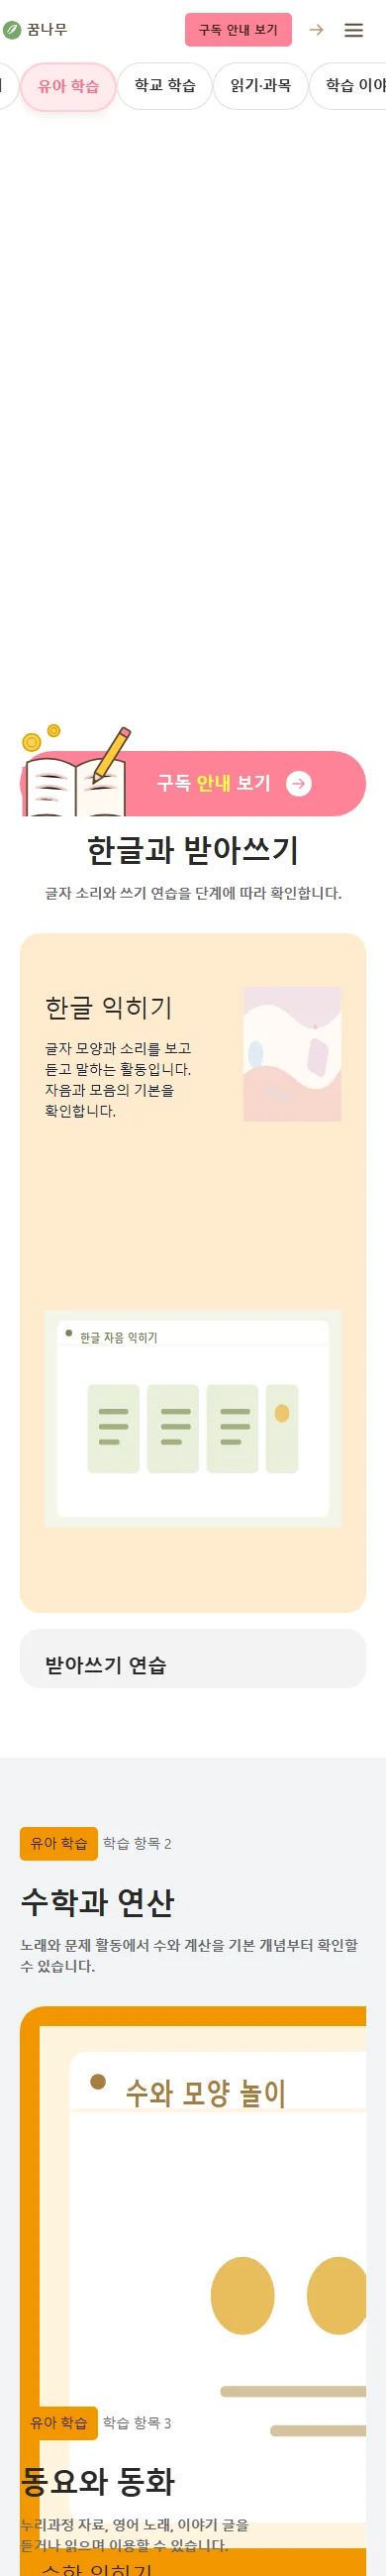 꿈나무
구독 안내 보기
유아 학습
학교 학습
읽기·과목
학습 이야
구독 안내 보기
한글과 받아쓰기
글자 소리와 쓰기 연습을 단계에 따라 확인합니다.
한글 익히기
글자 모양과 소리를 보고
듣고 말하는 활동입니다.
자음과 모음의 기본을
확인합니다.
한글 자음 익히기
받아쓰기 연습
유아 학습 학습 항목 2
수학과 연산
노래와 문제 활동에서 수와 계산을 기본 개념부터 확인할
수 있습니다.
수와 모양 놀이
유아 학습 학습 항목 3
동요와 동화
누리과정 자료, 영어 노래, 이야기 글을
듣거나 읽으며 이용할 수 있습니다.
수학 익히기